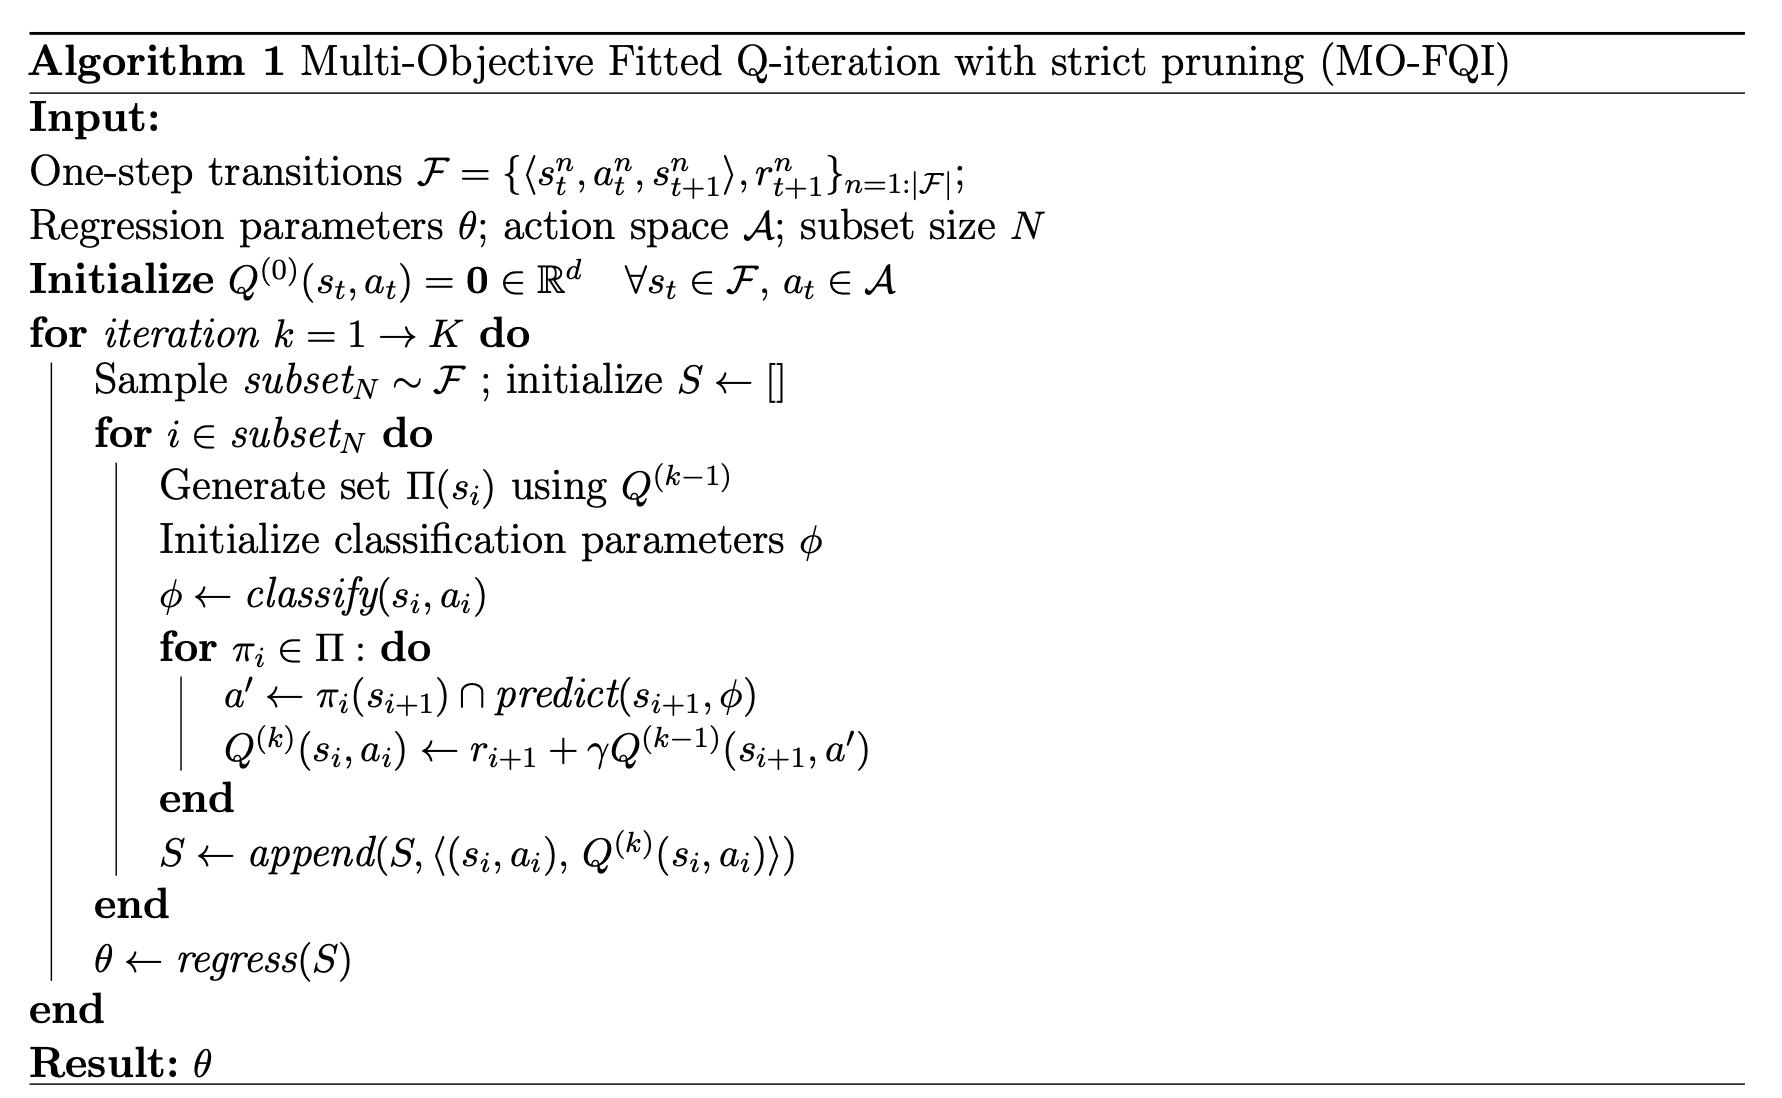 Algorithm 1 Multi-Objective Fitted Q-iteration with strict pruning (MO-FQI)
Input:
One-step transitions $\mathcal{F} = \{\langle s_t^n, a_t^n, s_{t+1}^n \rangle, r_{t+1}^n\}_{n=1:|\mathcal{F}|}$;
Regression parameters $\theta$; action space $\mathcal{A}$; subset size $N$
Initialize $Q^{(0)}(s_t, a_t) = \mathbf{0} \in \mathbb{R}^d \quad \forall s_t \in \mathcal{F}, a_t \in \mathcal{A}$
for iteration $k = 1 \rightarrow K$ do
Sample $subset_N \sim \mathcal{F}$ ; initialize $S \leftarrow []$
for $i \in subset_N$ do
Generate set $\Pi(s_i)$ using $Q^{(k-1)}$
Initialize classification parameters $\phi$
$\phi \leftarrow classify(s_i, a_i)$
for $\pi_i \in \Pi :$ do
$a' \leftarrow \pi_i(s_{i+1}) \cap predict(s_{i+1}, \phi)$
$Q^{(k)}(s_i, a_i) \leftarrow r_{i+1} + \gamma Q^{(k-1)}(s_{i+1}, a')$
end
$S \leftarrow append(S, \langle (s_i, a_i), Q^{(k)}(s_i, a_i) \rangle)$
end
$\theta \leftarrow regress(S)$
end
Result: $\theta$